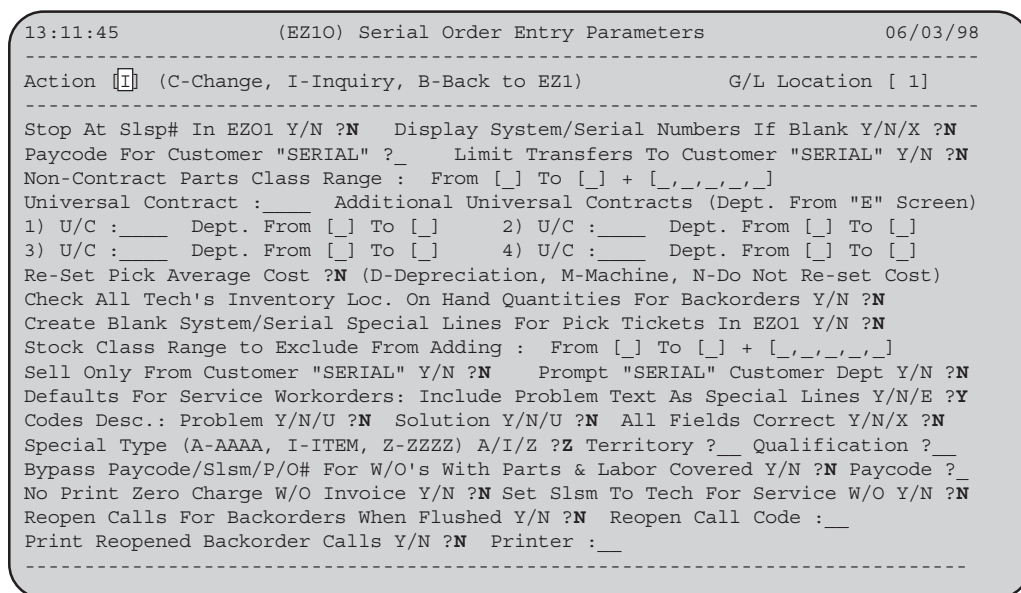 13:11:45 (EZ1O) Serial Order Entry Parameters 06/03/98
--------------------------------------------------------------------------------
Action [I] (C-Change, I-Inquiry, B-Back to EZ1) G/L Location [ 1]
--------------------------------------------------------------------------------
Stop At Slsp# In EZO1 Y/N ?N Display System/Serial Numbers If Blank Y/N/X ?N
Paycode For Customer "SERIAL" ?_ Limit Transfers To Customer "SERIAL" Y/N ?N
Non-Contract Parts Class Range : From [_] To [_] + [_,_,_,_,_]
Universal Contract :____ Additional Universal Contracts (Dept. From "E" Screen)
1) U/C :____ Dept. From [_] To [_] 2) U/C :____ Dept. From [_] To [_]
3) U/C :____ Dept. From [_] To [_] 4) U/C :____ Dept. From [_] To [_]
Re-Set Pick Average Cost ?N (D-Depreciation, M-Machine, N-Do Not Re-set Cost)
Check All Tech's Inventory Loc. On Hand Quantities For Backorders Y/N ?N
Create Blank System/Serial Special Lines For Pick Tickets In EZO1 Y/N ?N
Stock Class Range to Exclude From Adding : From [_] To [_] + [_,_,_,_,_]
Sell Only From Customer "SERIAL" Y/N ?N Prompt "SERIAL" Customer Dept Y/N ?N
Defaults For Service Workorders: Include Problem Text As Special Lines Y/N/E ?Y
Codes Desc.: Problem Y/N/U ?N Solution Y/N/U ?N All Fields Correct Y/N/X ?N
Special Type (A-AAAA, I-ITEM, Z-ZZZZ) A/I/Z ?Z Territory ?__ Qualification ?__
Bypass Paycode/Slsm/P/O# For W/O's With Parts & Labor Covered Y/N ?N Paycode ?_
No Print Zero Charge W/O Invoice Y/N ?N Set Slsm To Tech For Service W/O Y/N ?N
Reopen Calls For Backorders When Flushed Y/N ?N Reopen Call Code :__
Print Reopened Backorder Calls Y/N ?N Printer :__
-------------------------------------------------------------------------------